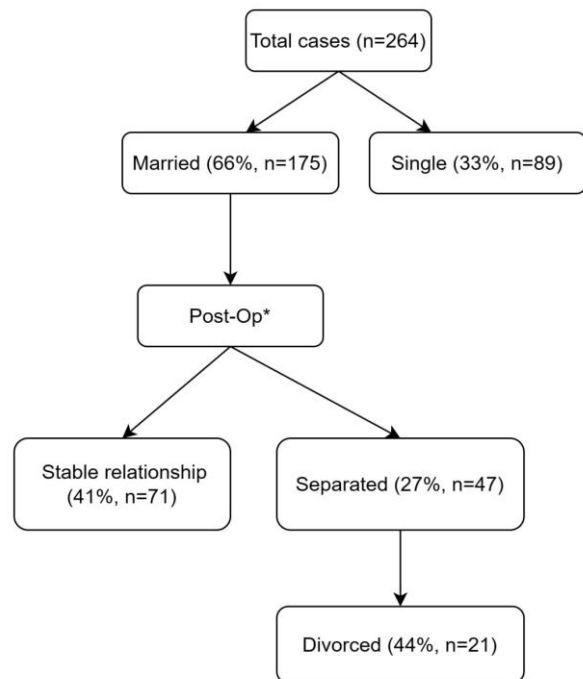 Total cases (n=264)
Married (66%, n=175)
Single (33%, n=89)
Post-Op*
Stable relationship
(41%, n=71)
Separated (27%, n=47)
Divorced (44%, n=21)